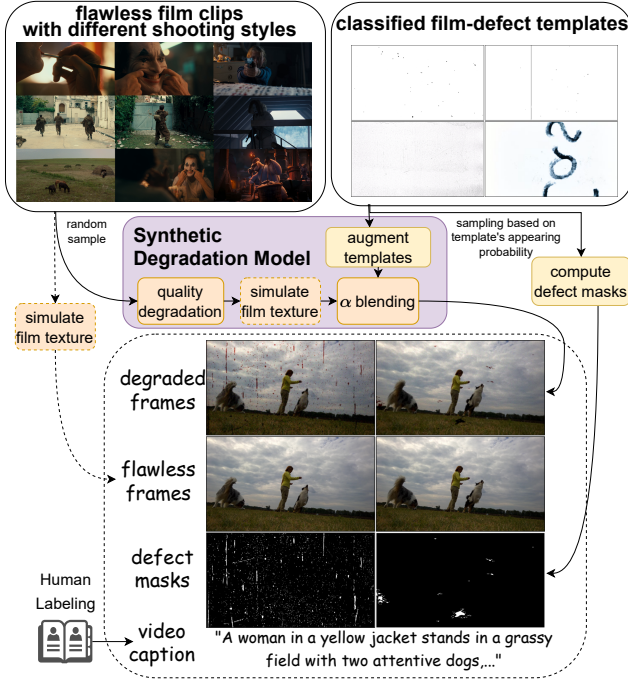 flawless film clips
with different shooting styles
classified film-defect templates
random
sample
Synthetic
Degradation Model
augment
templates
sampling based on
template's appearing
probability
compute
defect masks
quality
degradation
simulate
film texture
α blending
simulate
film texture
degraded
frames
flawless
frames
defect
masks
Human
Labeling
video
caption
"A woman in a yellow jacket stands in a grassy
field with two attentive dogs,..."